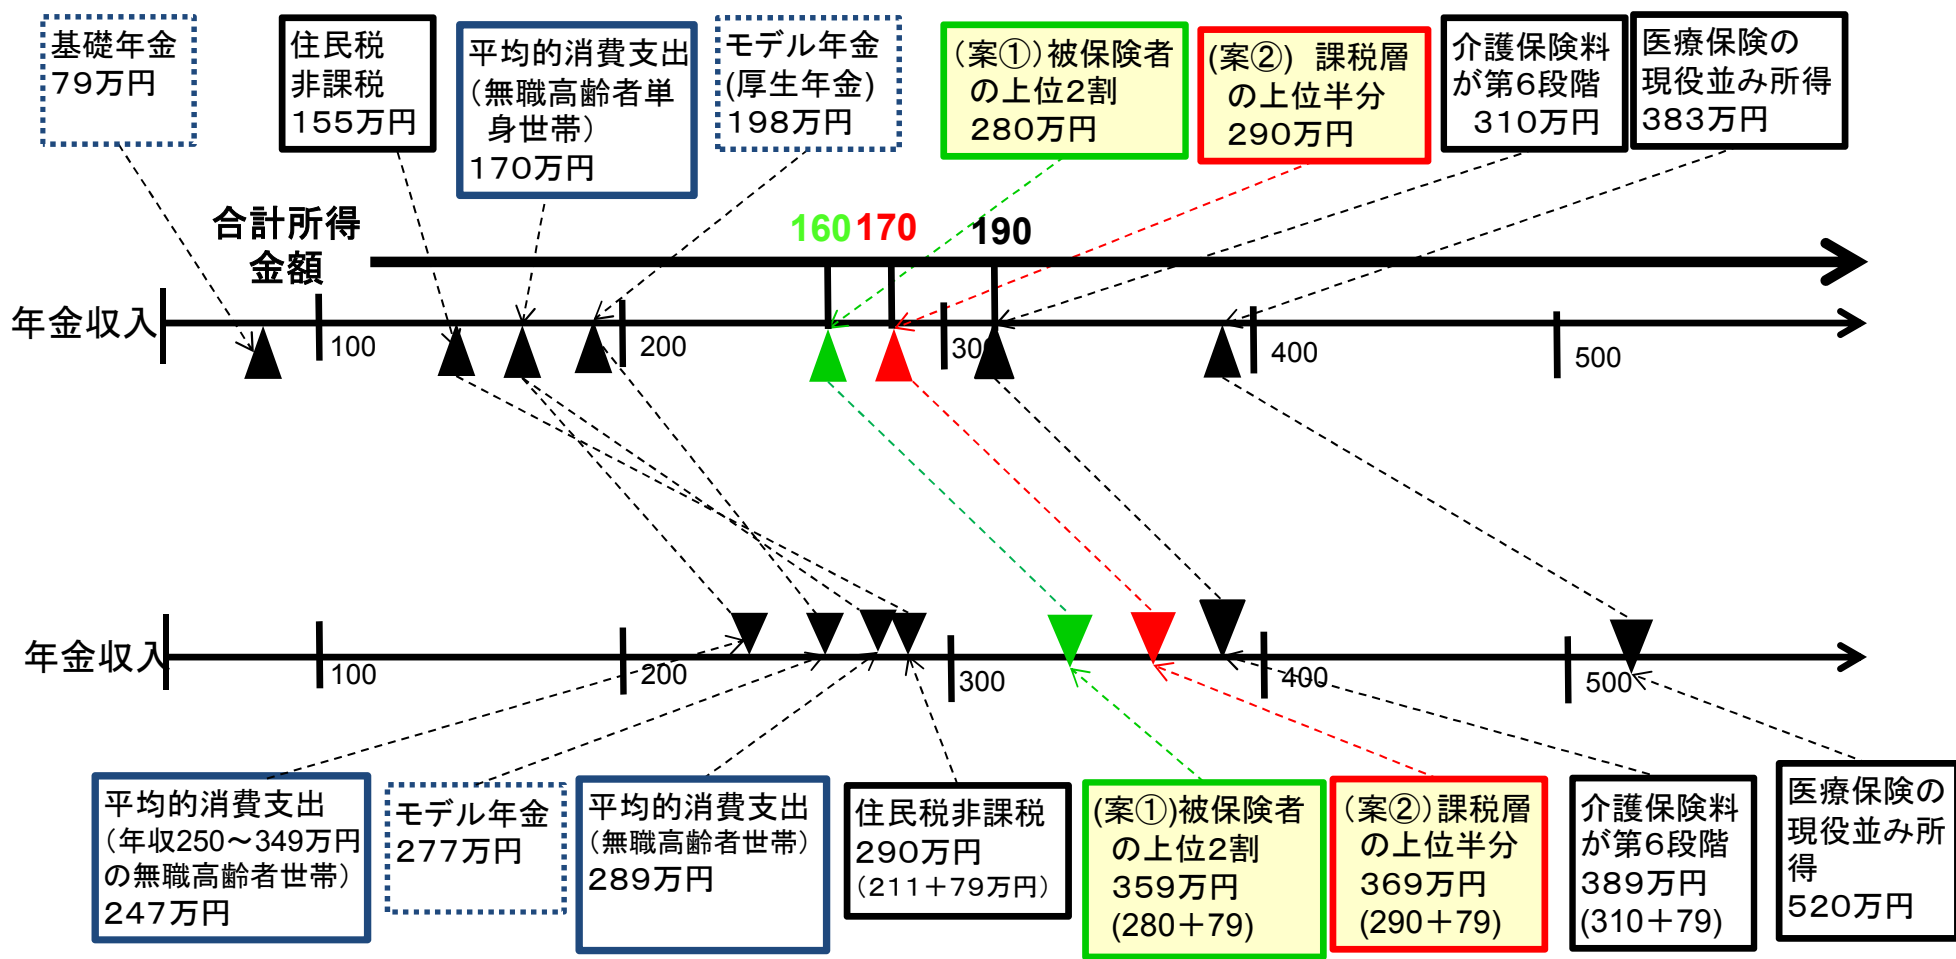 基礎年金
79万円
住民税
非課税
155万円
平均的消費支出
（無職高齢者単
身世帯）
170万円
モデル年金
(厚生年金)
198万円
（案①）被保険者
の上位2割
280万円
(案②)　課税層
の上位半分
290万円
介護保険料
が第6段階
310万円
医療保険の
現役並み所得
383万円
合計所得
金額
160
170
190
年金収入
100
200
300
400
500
年金収入
100
200
300
400
500
平均的消費支出
（年収250～349万円
の無職高齢者世帯）
247万円
モデル年金
277万円
平均的消費支出
（無職高齢者世帯）
289万円
住民税非課税
290万円
（211＋79万円）
(案①)被保険者
の上位2割
359万円
(280＋79)
（案②）課税層
の上位半分
369万円
(290＋79)
介護保険料
が第6段階
389万円
(310＋79)
医療保険の
現役並み所
得
520万円